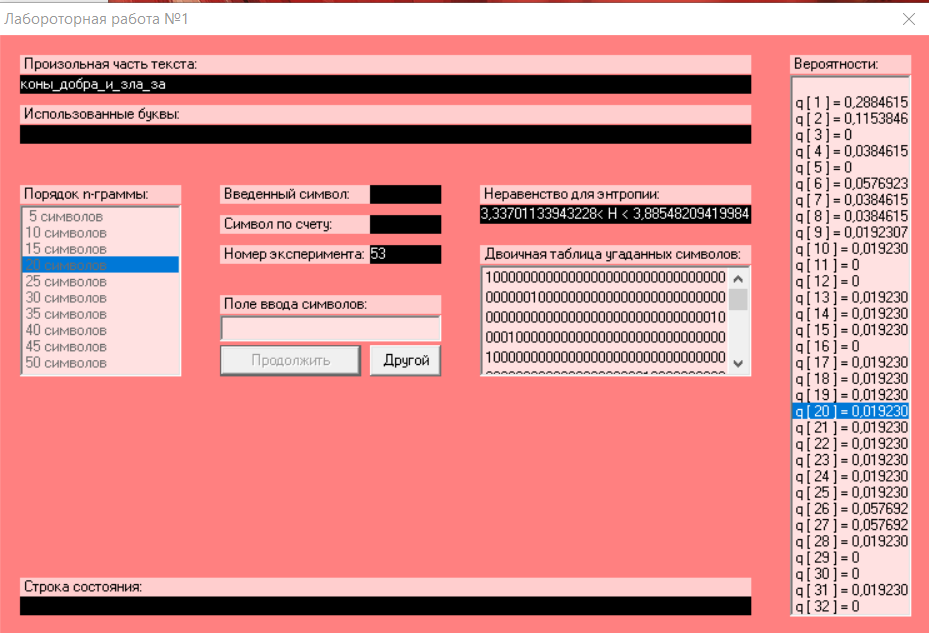 Лабороторная работа №1
Произольная часть текста:
коны_добра_и_зла_за
Использованные буквы:
Порядок n-граммы:
5 символов
10 символов
15 символов
20 символов
25 символов
30 символов
35 символов
40 символов
45 символов
50 символов
Введенный символ:
Символ по счету:
Номер эксперимента: 53
Поле ввода символов:
Продолжить
Другой
Неравенство для энтропии:
3,33701133943228< H < 3,88548209419984
Двоичная таблица угаданных символов:
10000000000000000000000000000000
00000010000000000000000000000000
00000000000000000000000000000010
00010000000000000000000000000000
10000000000000000000000000000000
Вероятности:
q[ 1 ] = 0,2884615
q[ 2 ] = 0,1153846
q[ 3 ] = 0
q[ 4 ] = 0,0384615
q[ 5 ] = 0
q[ 6 ] = 0,0576923
q[ 7 ] = 0,0384615
q[ 8 ] = 0,0384615
q[ 9 ] = 0,0192307
q[ 10 ] = 0,019230
q[ 11 ] = 0
q[ 12 ] = 0
q[ 13 ] = 0,019230
q[ 14 ] = 0,019230
q[ 15 ] = 0,019230
q[ 16 ] = 0
q[ 17 ] = 0,019230
q[ 18 ] = 0,019230
q[ 19 ] = 0,019230
q[ 20 ] = 0,019230
q[ 21 ] = 0,019230
q[ 22 ] = 0,019230
q[ 23 ] = 0,019230
q[ 24 ] = 0,019230
q[ 25 ] = 0,019230
q[ 26 ] = 0,057692
q[ 27 ] = 0,057692
q[ 28 ] = 0,019230
q[ 29 ] = 0
q[ 30 ] = 0
q[ 31 ] = 0,019230
q[ 32 ] = 0
Строка состояния: